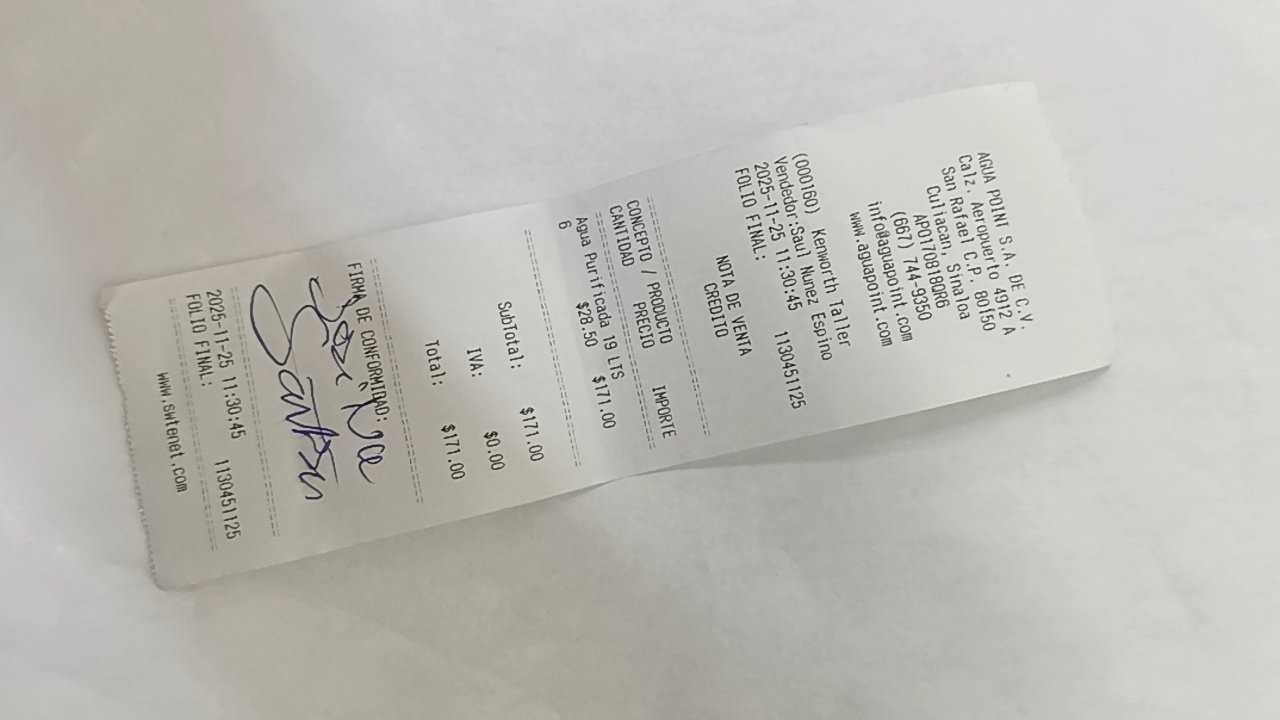 AGUA POINT S.A. DE C.V.
Calz. Aeropuerto 4912 A
San Rafael C.P. 80150
Culiacan, Sinaloa
APO170818QR6
(667) 744-9350
info@aguapoint.com
www.aguapoint.com
(000160) Kenworth Taller
Vendedor:Saul Nunez Espino
2025-11-25 11:30:45
FOLIO FINAL: 1130451125
NOTA DE VENTA
CREDITO
CONCEPTO / PRODUCTO
CANTIDAD PRECIO IMPORTE
Agua Purificada 19 LTS
6 $28.50 $171.00
SubTotal: $171.00
IVA: $0.00
Total: $171.00
FIRMA DE CONFORMIDAD:
2025-11-25 11:30:45
FOLIO FINAL: 1130451125
www.swtenet.com